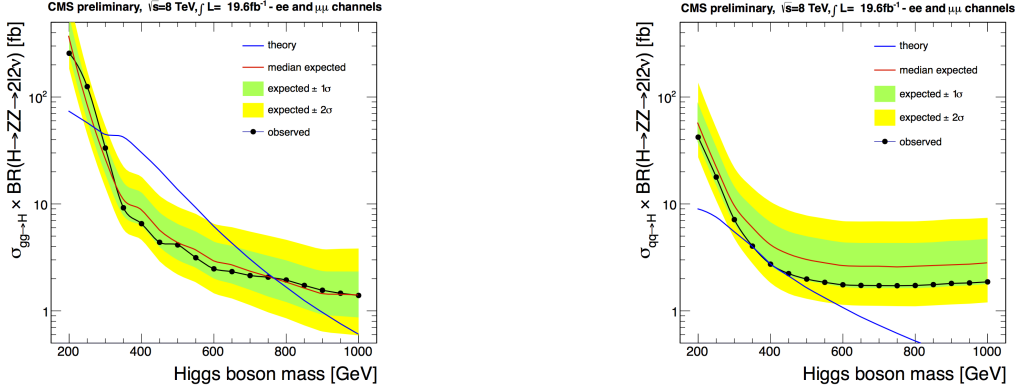 CMS preliminary, √s=8 TeV,∫ L= 19.6fb⁻¹ - ee and μμ channels
σgg→H × BR(H→ZZ→2l2ν) [fb]
theory
median expected
expected ± 1σ
expected ± 2σ
observed
10²
10
1
200 400 600 800 1000
Higgs boson mass [GeV]
CMS preliminary, √s=8 TeV,∫ L= 19.6fb⁻¹ - ee and μμ channels
σqq→H × BR(H→ZZ→2l2ν) [fb]
theory
median expected
expected ± 1σ
expected ± 2σ
observed
10²
10
1
200 400 600 800 1000
Higgs boson mass [GeV]